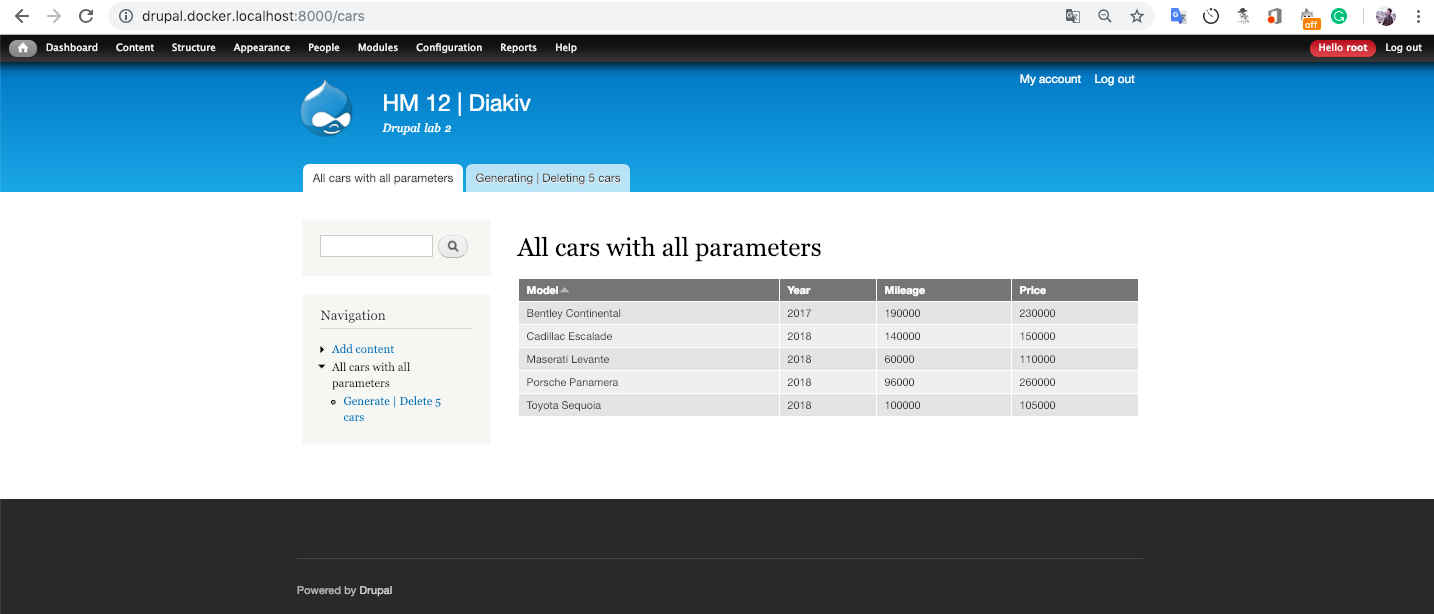 drupal.docker.localhost:8000/cars
off
Dashboard Content Structure Appearance People Modules Configuration Reports Help Hello root Log out
My account Log out
HM 12 | Diakiv
Drupal lab 2
All cars with all parameters Generating | Deleting 5 cars
All cars with all parameters
Model Year Mileage Price
Bentley Continental 2017 190000 230000
Cadillac Escalade 2018 140000 150000
Maserati Levante 2018 60000 110000
Porsche Panamera 2018 96000 260000
Toyota Sequoia 2018 100000 105000
Navigation
Add content
All cars with all
parameters
Generate | Delete 5
cars
Powered by Drupal